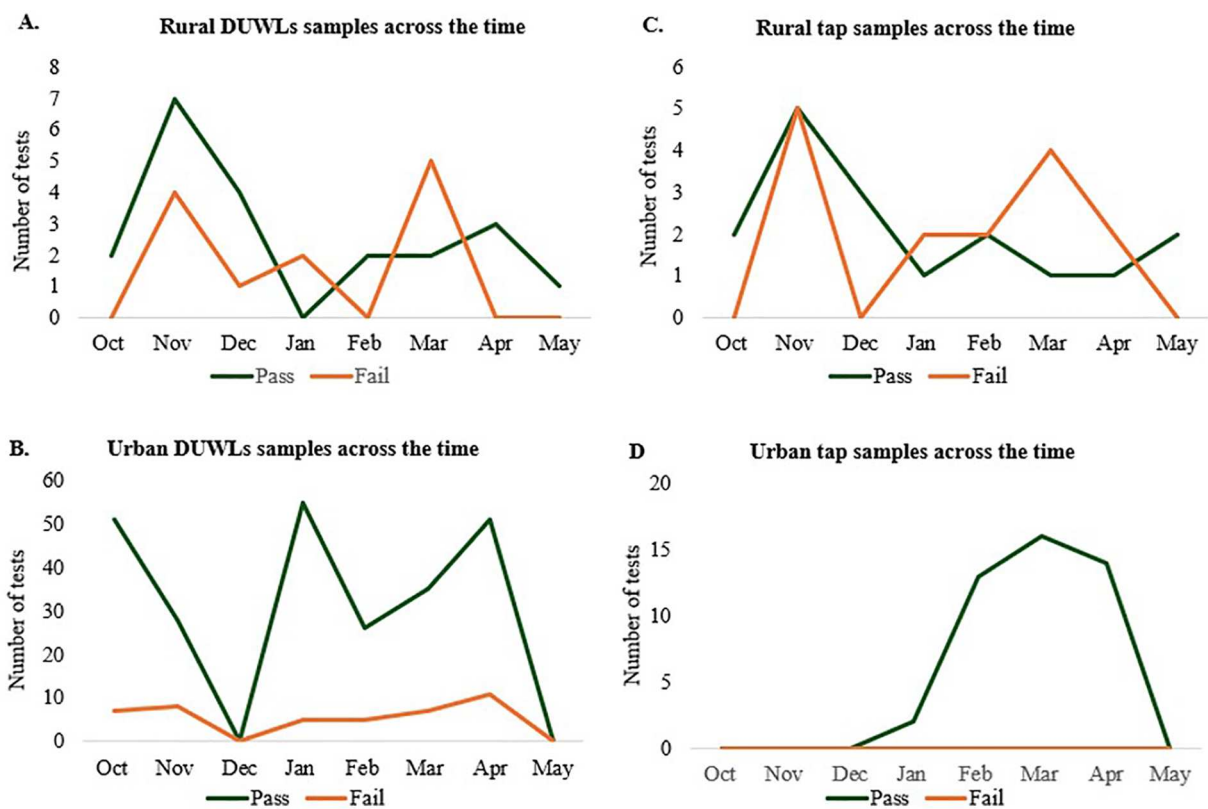 A.
Rural DUWLs samples across the time
Number of tests
8
7
6
5
4
3
2
1
0
Oct Nov Dec Jan Feb Mar Apr May
Pass Fail
C.
Rural tap samples across the time
Number of tests
6
5
4
3
2
1
0
Oct Nov Dec Jan Feb Mar Apr May
Pass Fail
B.
Urban DUWLs samples across the time
Number of tests
60
50
40
30
20
10
0
Oct Nov Dec Jan Feb Mar Apr May
Pass Fail
D
Urban tap samples across the time
Number of tests
20
15
10
5
0
Oct Nov Dec Jan Feb Mar Apr May
Pass Fail